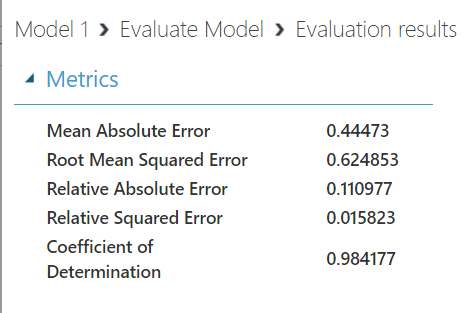 Model 1 > Evaluate Model > Evaluation results
Metrics
Mean Absolute Error 0.44473
Root Mean Squared Error 0.624853
Relative Absolute Error 0.110977
Relative Squared Error 0.015823
Coefficient of
Determination 0.984177